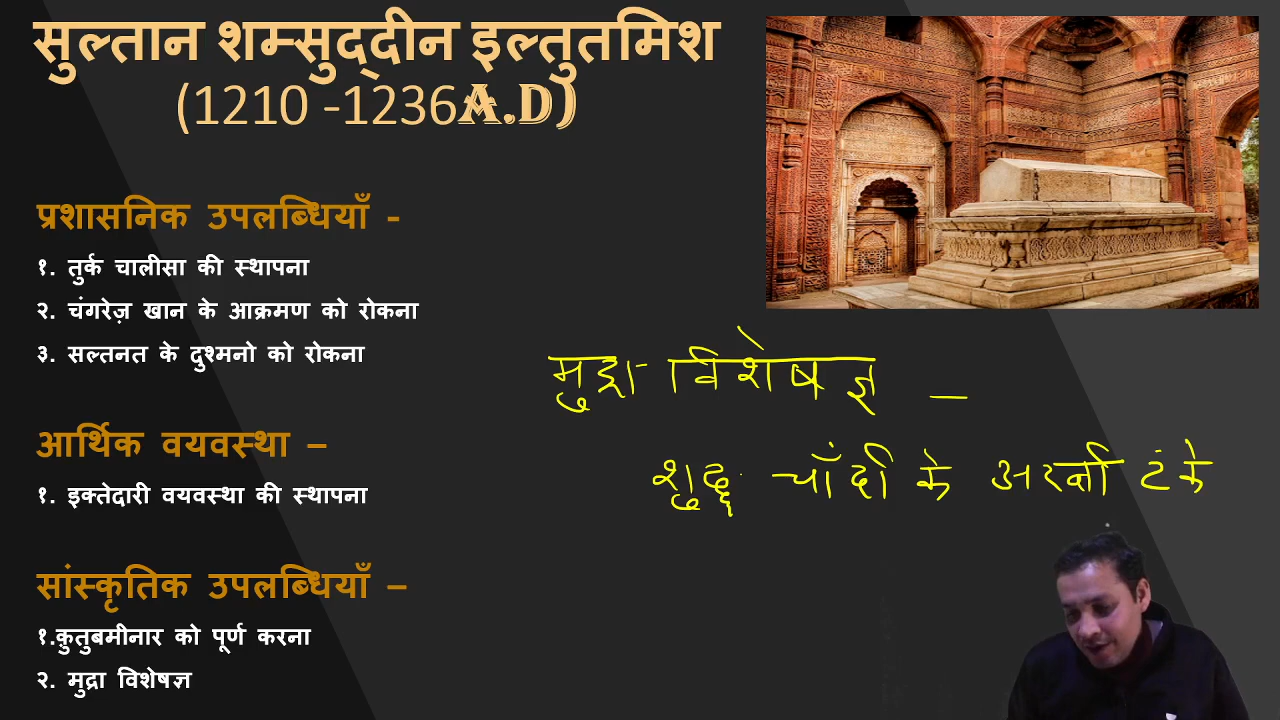 सुल्तान शम्सुद्दीन इल्तुतमिश
(1210 -1236A.D)
प्रशासनिक उपलब्धियाँ -
१. तुर्क चालीसा की स्थापना
२. चंगरेज़ खान के आक्रमण को रोकना
३. सल्तनत के दुश्मनो को रोकना
आर्थिक वयवस्था –
१. इक्तेदारी वयवस्था की स्थापना
सांस्कृतिक उपलब्धियाँ –
१.कुतुबमीनार को पूर्ण करना
२. मुद्रा विशेषज्ञ
मुद्रा विशेषज्ञ –
शुद्ध चाँदी के अरबी टंके